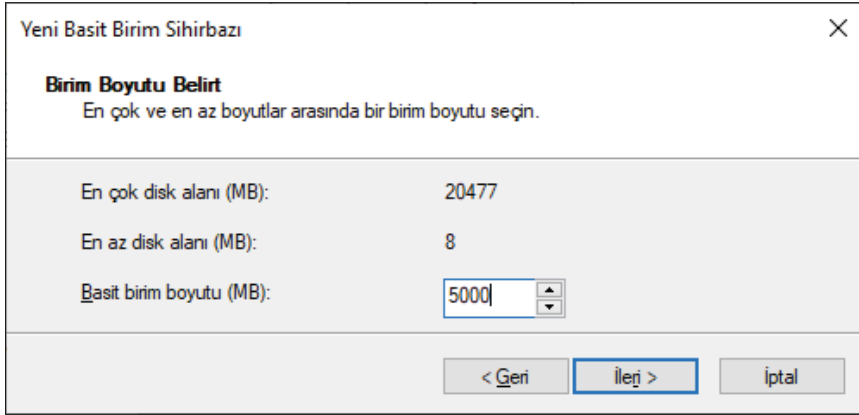 Yeni Basit Birim Sihirbazı
Birim Boyutu Belirt
En çok ve en az boyutlar arasında bir birim boyutu seçin.
En çok disk alanı (MB): 20477
En az disk alanı (MB): 8
Basit birim boyutu (MB): 5000
< Geri İleri > İptal